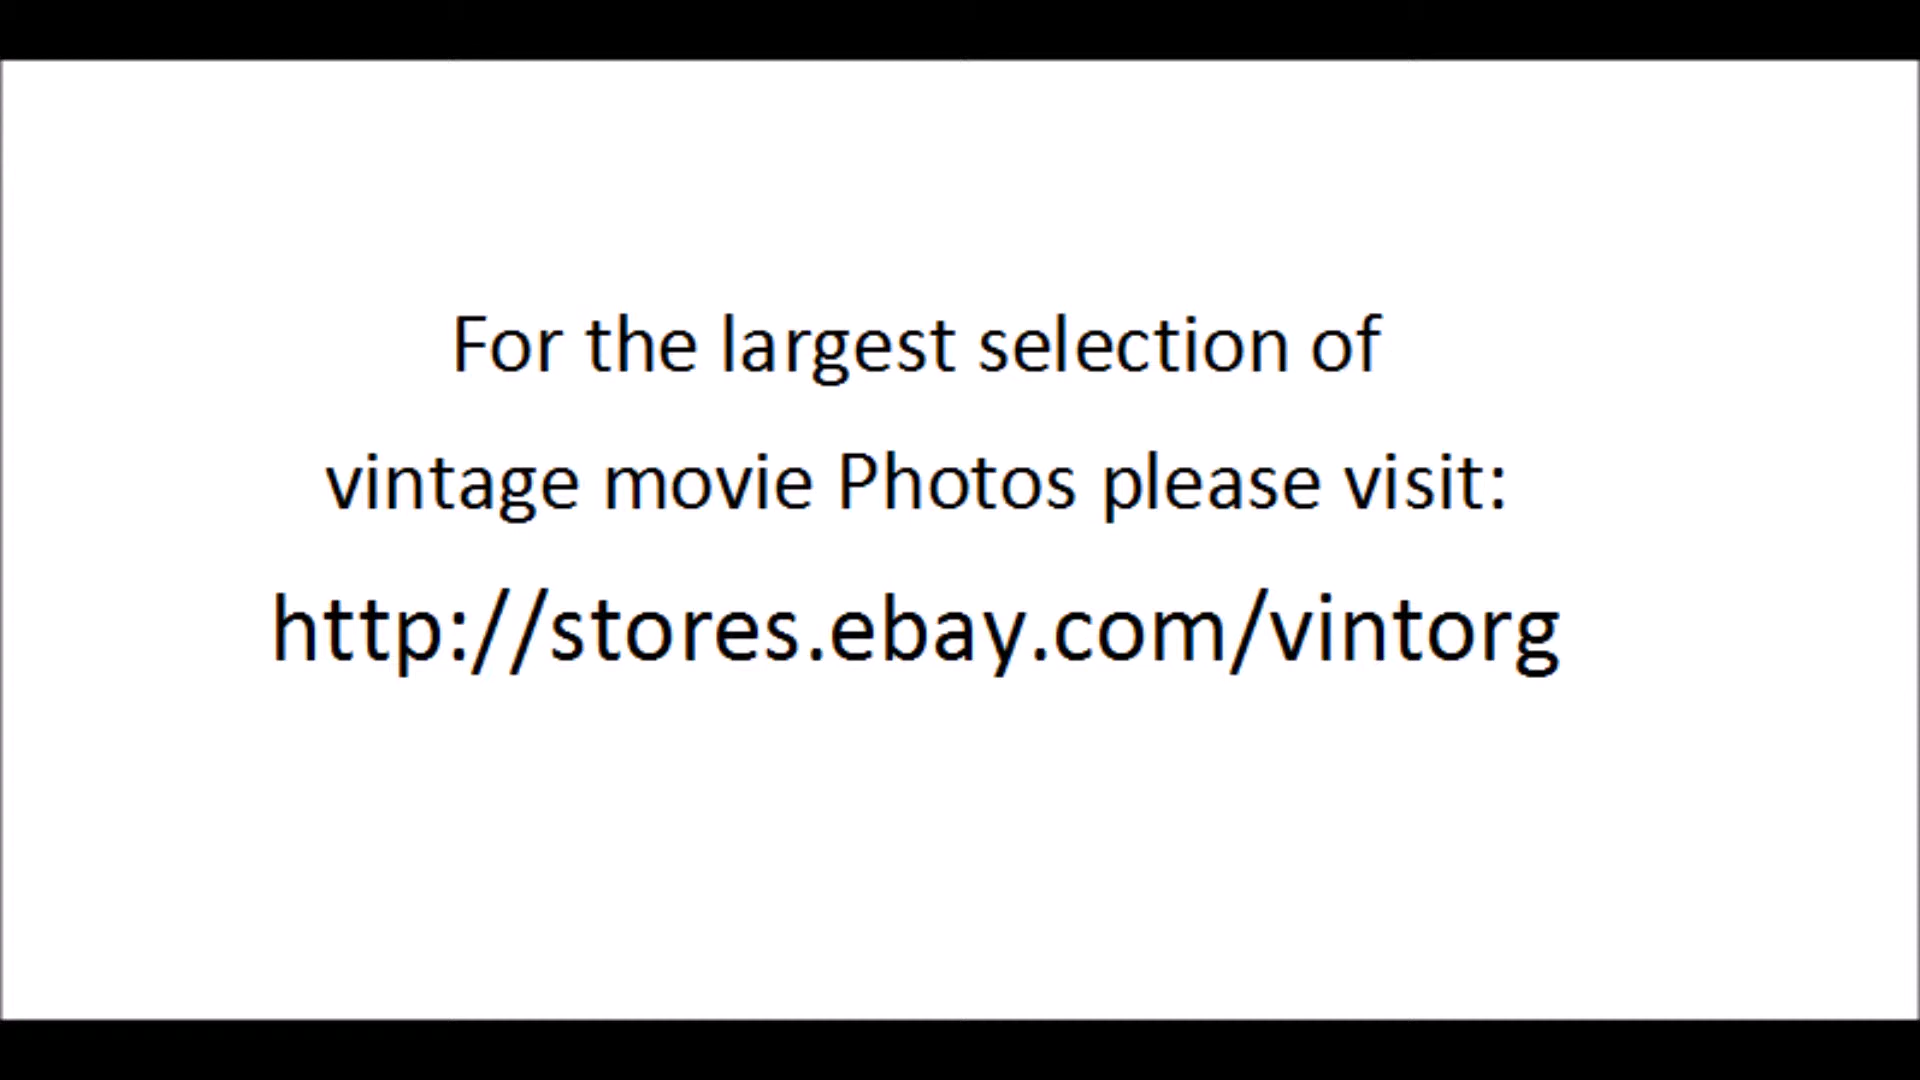 For the largest selection of
vintage movie Photos please visit:
http://stores.ebay.com/vintorg